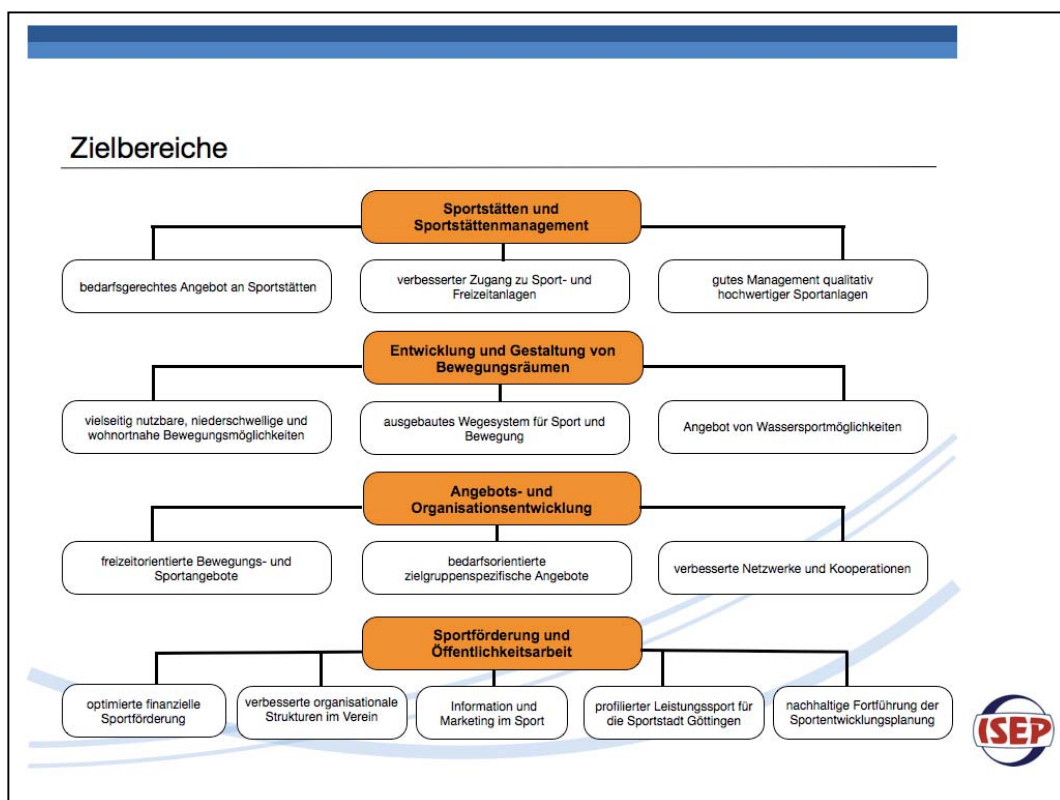 Zielbereiche
Sportstätten und
Sportstättenmanagement
bedarfsgerechtes Angebot an Sportstätten
verbesserter Zugang zu Sport- und
Freizeitanlagen
gutes Management qualitativ
hochwertiger Sportanlagen
Entwicklung und Gestaltung von
Bewegungsräumen
vielseitig nutzbare, niederschwellige und
wohnortnahe Bewegungsmöglichkeiten
ausgebautes Wegesystem für Sport und
Bewegung
Angebot von Wassersportmöglichkeiten
Angebots- und
Organisationsentwicklung
freizeitorientierte Bewegungs- und
Sportangebote
bedarfsorientierte
zielgruppenspezifische Angebote
verbesserte Netzwerke und Kooperationen
Sportförderung und
Öffentlichkeitsarbeit
optimierte finanzielle
Sportförderung
verbesserte organisationale
Strukturen im Verein
Information und
Marketing im Sport
profilierter Leistungssport für
die Sportstadt Göttingen
nachhaltige Fortführung der
Sportentwicklungsplanung
ISEP